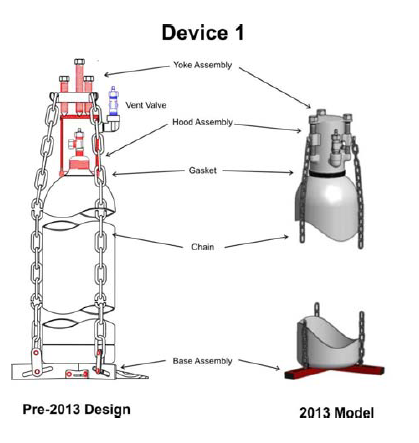 Device 1
Yoke Assembly
Vent Valve
Hood Assembly
Gasket
Chain
Base Assembly
Pre-2013 Design
2013 Model